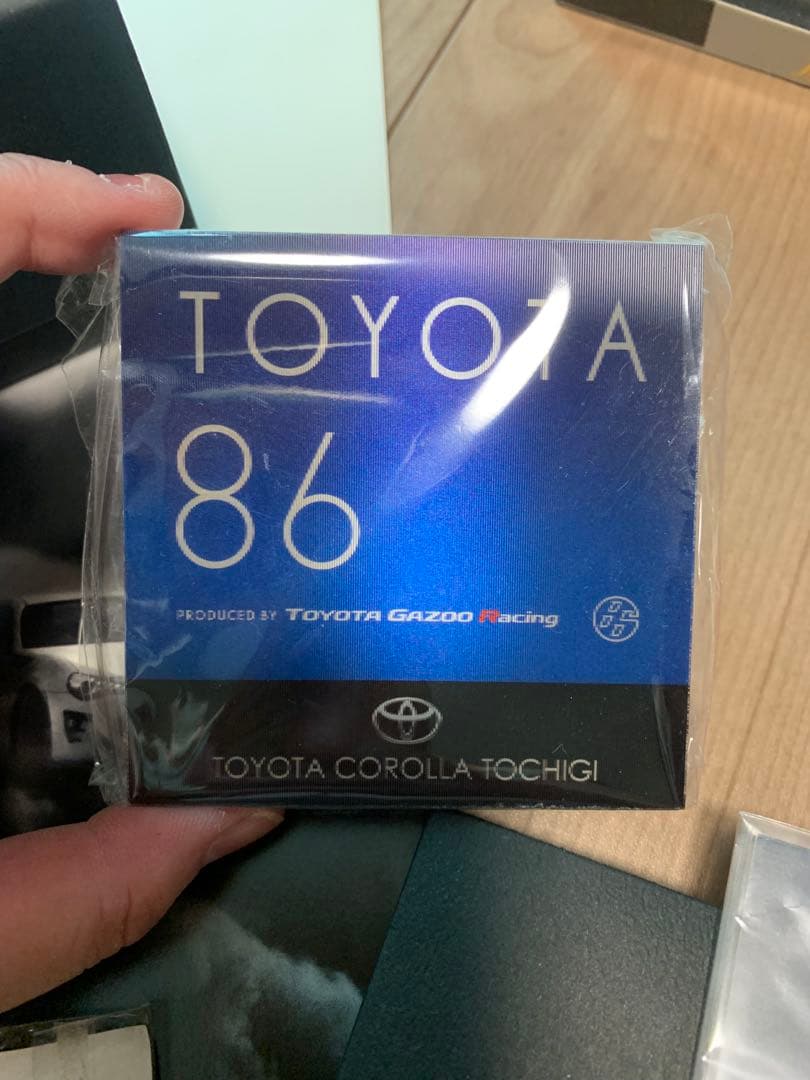 TOYOTA
86
PRODUCED BY TOYOTA GAZOO Racing
TOYOTA COROLLA TOCHIGI